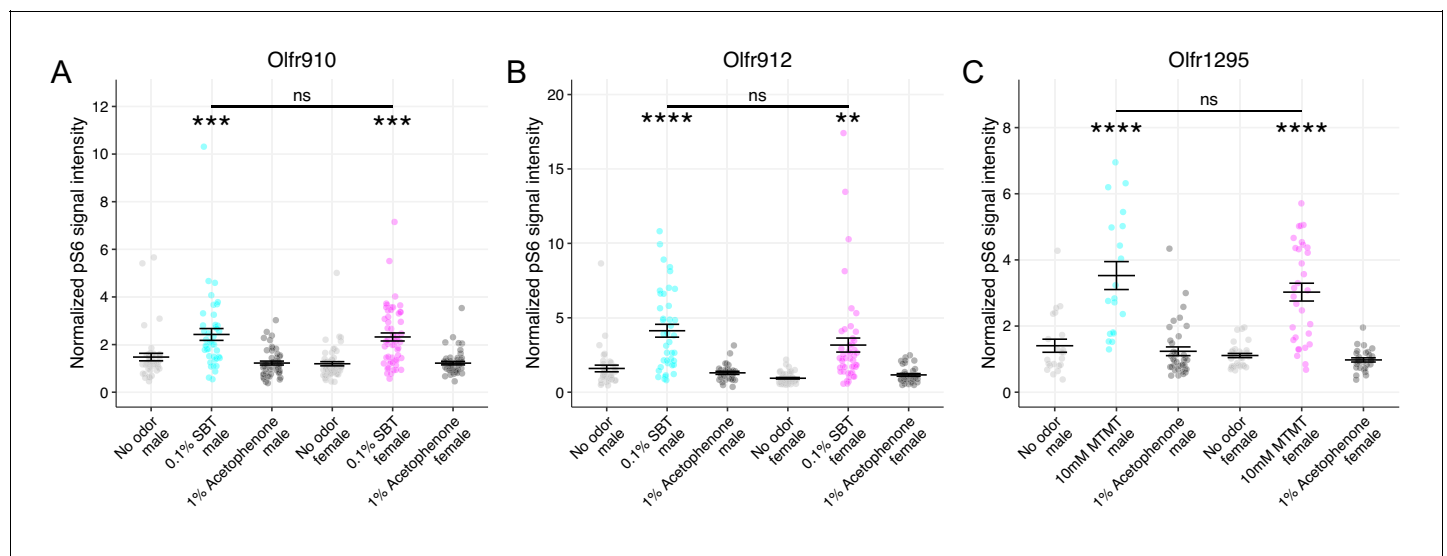 A
Olfr910
Normalized pS6 signal intensity
12
10
8
6
4
2
0
ns
***
***
No odor
male
0.1% SBT
male
1% Acetophenone
male
No odor
female
0.1% SBT
female
1% Acetophenone
female
B
Olfr912
Normalized pS6 signal intensity
20
15
10
5
0
ns
****
**
No odor
male
0.1% SBT
male
1% Acetophenone
male
No odor
female
0.1% SBT
female
1% Acetophenone
female
C
Olfr1295
Normalized pS6 signal intensity
8
6
4
2
0
ns
****
****
No odor
male
10mM MTMT
male
1% Acetophenone
male
No odor
female
10mM MTMT
female
1% Acetophenone
female